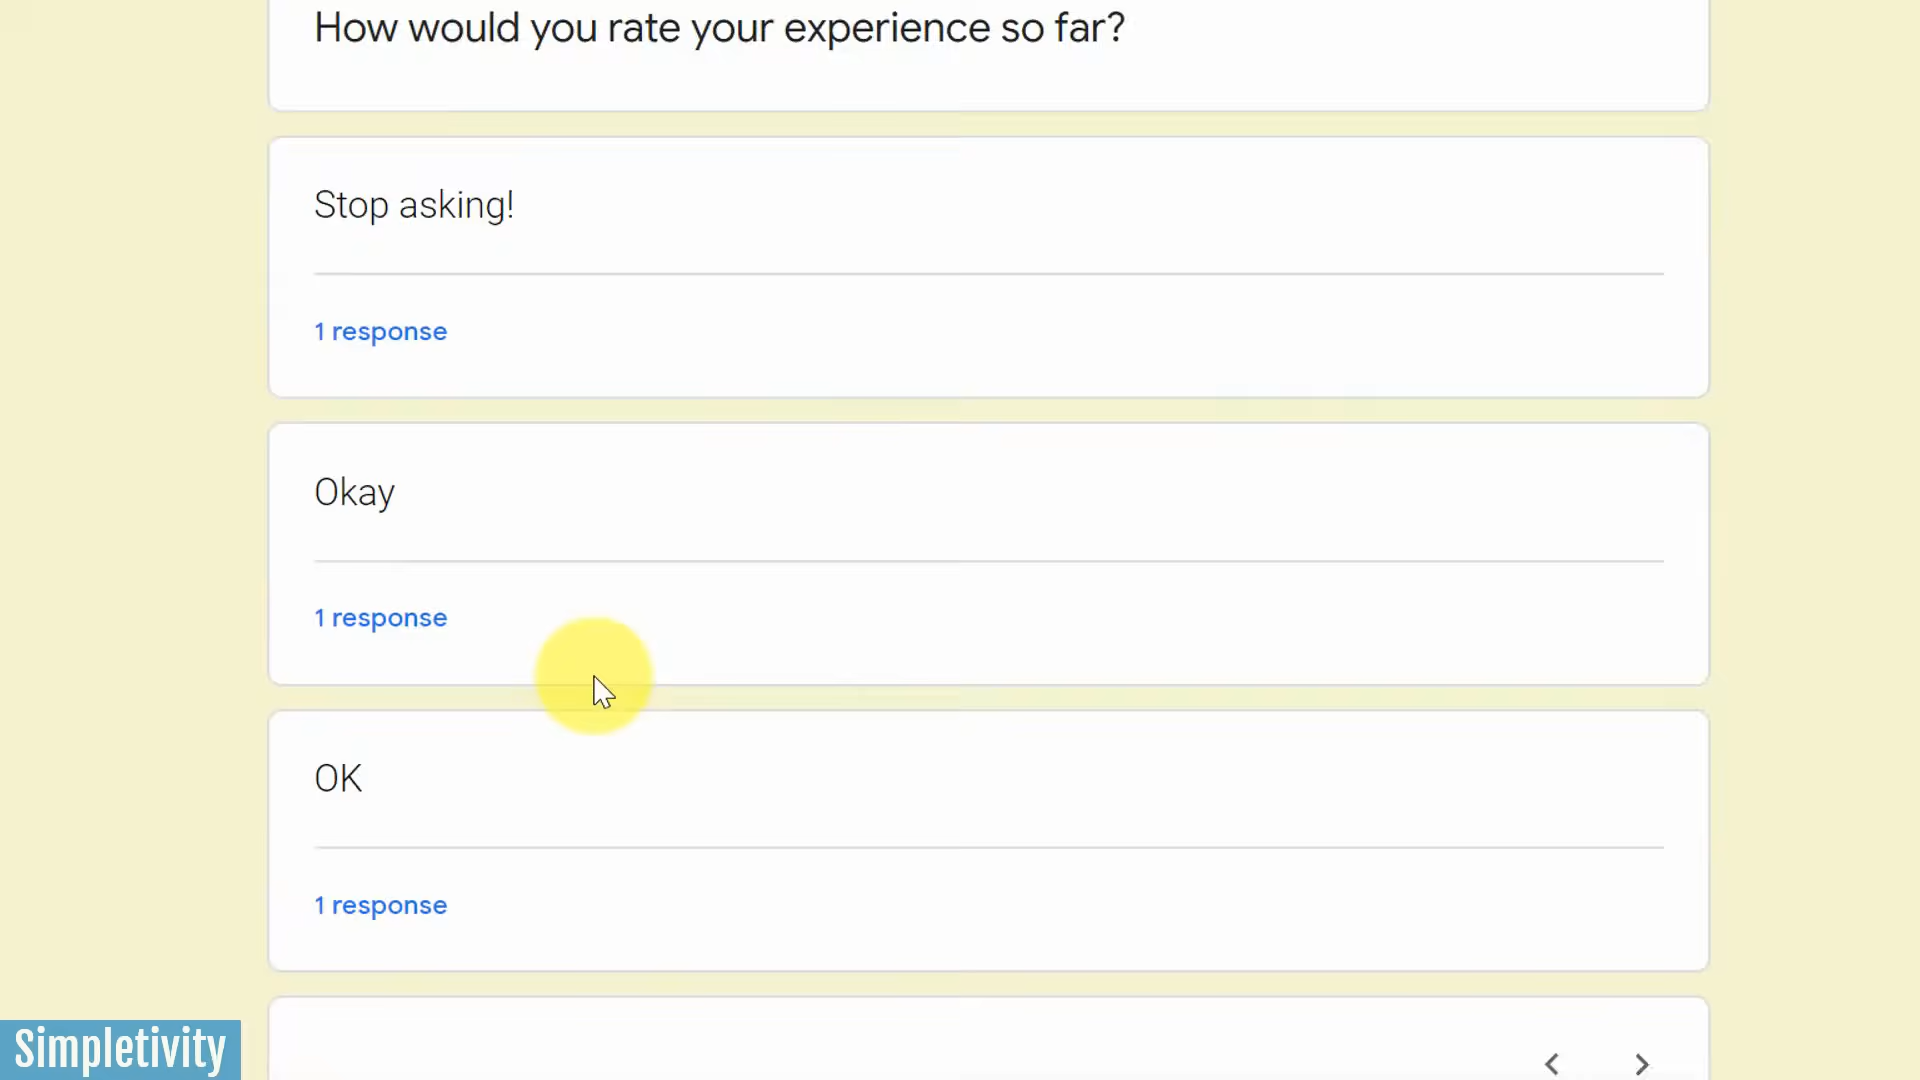 How would you rate your experience so far?
Stop asking!
1 response
Okay
1 response
OK
1 response
Simpletivity